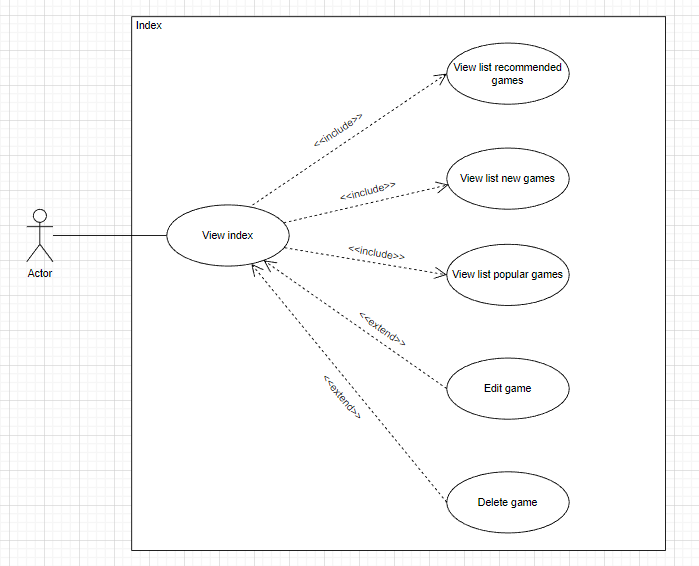 Index
View list recommended
games
<<include>>
View list new games
<<include>>
View index
Actor
<<include>>
View list popular games
<<extend>>
Edit game
<<extend>>
Delete game